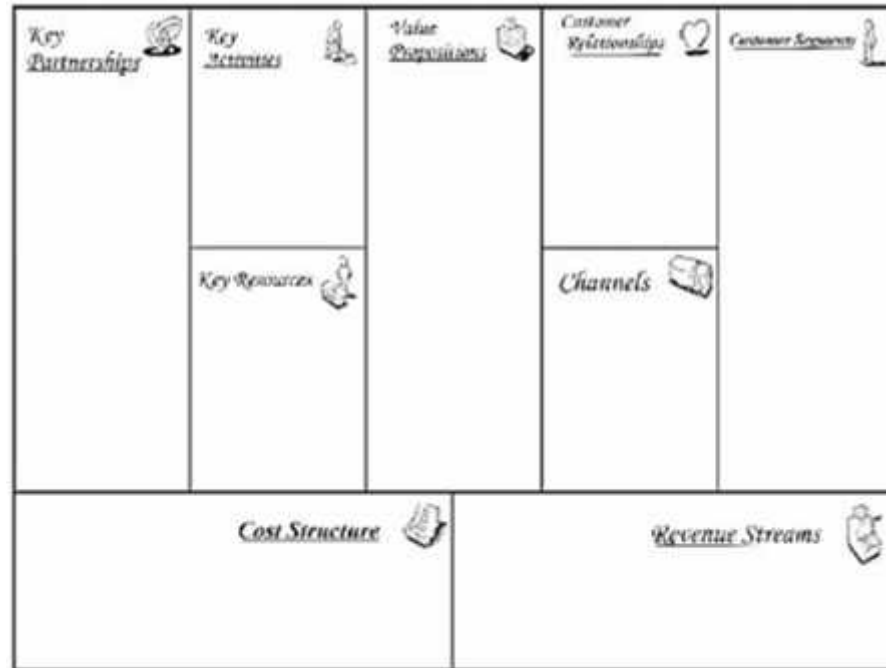 Key
Partnerships
Key
Activities
Value
Propositions
Customer
Relationships
Customer Segments
Key Resources
Channels
Cost Structure
Revenue Streams